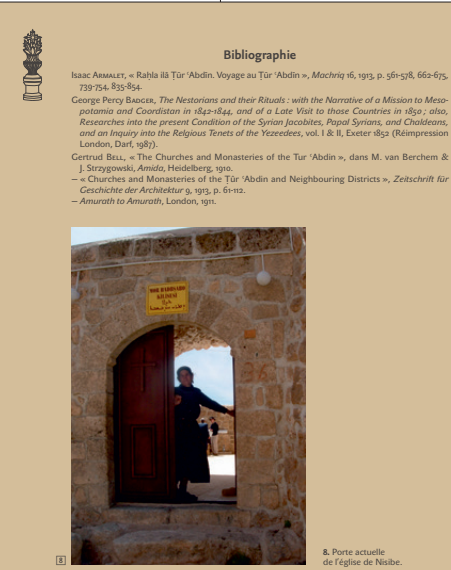 Bibliographie
Isaac Armalet, « Raḥla ilā Ṭūr ʿAbdīn. Voyage au Ṭūr ʿAbdīn », Machriq 16, 1913, p. 561-578, 662-675,
739-754, 835-854.
George Percy Badger, The Nestorians and their Rituals : with the Narrative of a Mission to Meso-
potamia and Coordistan in 1842-1844, and of a Late Visit to those Countries in 1850 ; also,
Researches into the present Condition of the Syrian Jacobites, Papal Syrians, and Chaldeans,
and an Inquiry into the Relgious Tenets of the Yezeedees, vol. I & II, Exeter 1852 (Réimpression
London, Darf, 1987).
Gertrud Bell, « The Churches and Monasteries of the Tur ʿAbdin », dans M. van Berchem &
J. Strzygowski, Amida, Heidelberg, 1910.
– « Churches and Monasteries of the Ṭûr ʿAbdin and Neighbouring Districts », Zeitschrift für
Geschichte der Architektur 9, 1913, p. 61-112.
– Amurath to Amurath, London, 1911.
8
8. Porte actuelle
de l'église de Nisibe.